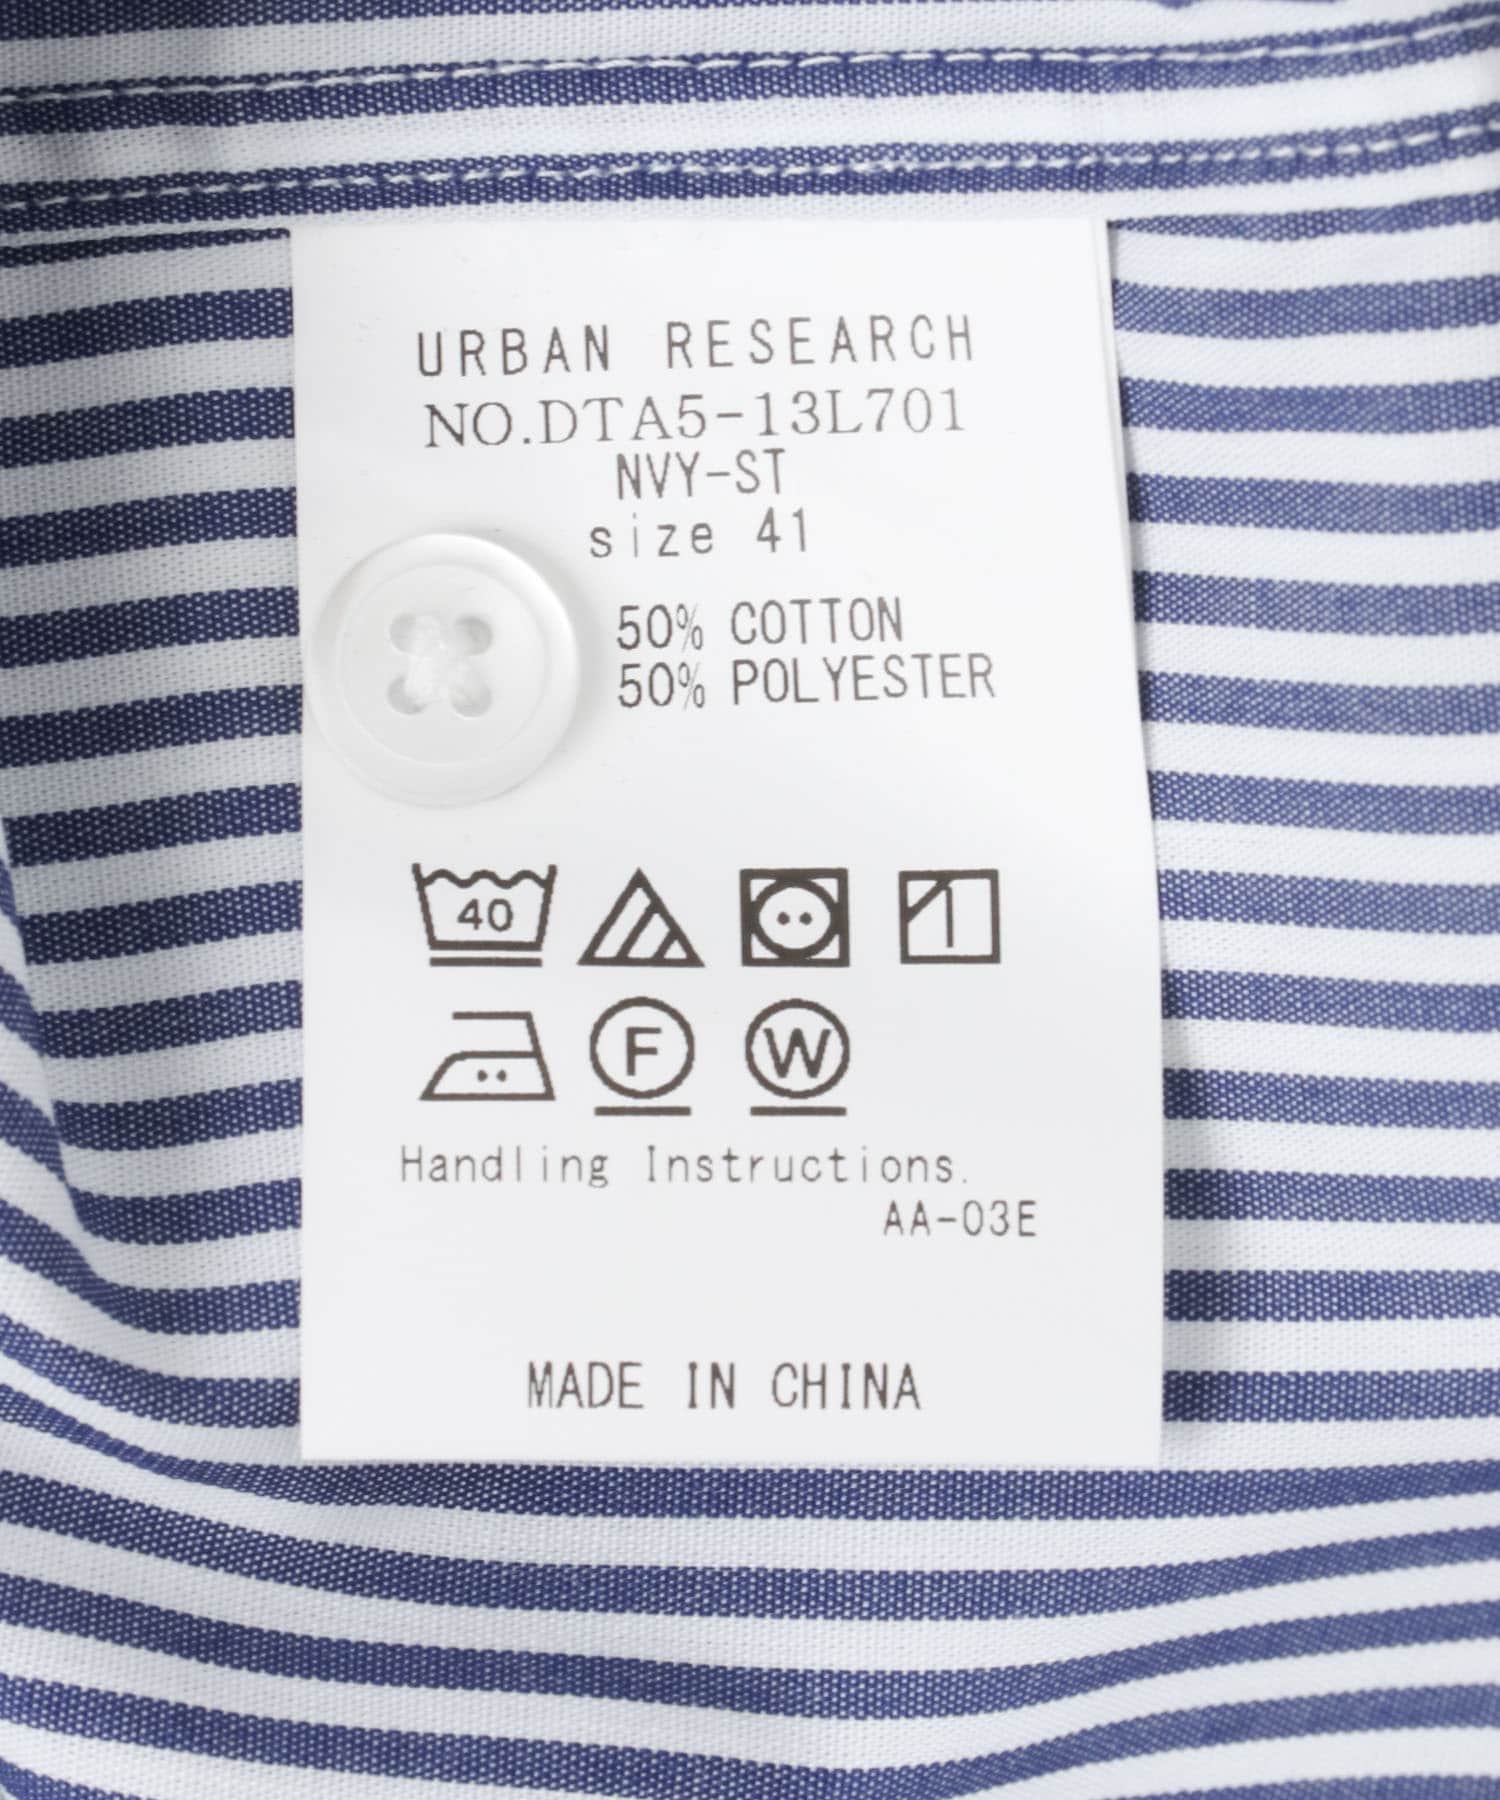 URBAN RESEARCH
NO.DTA5-13L701
NVY-ST
size 41
50% COTTON
50% POLYESTER
40
F
W
Handling Instructions.
AA-03E
MADE IN CHINA